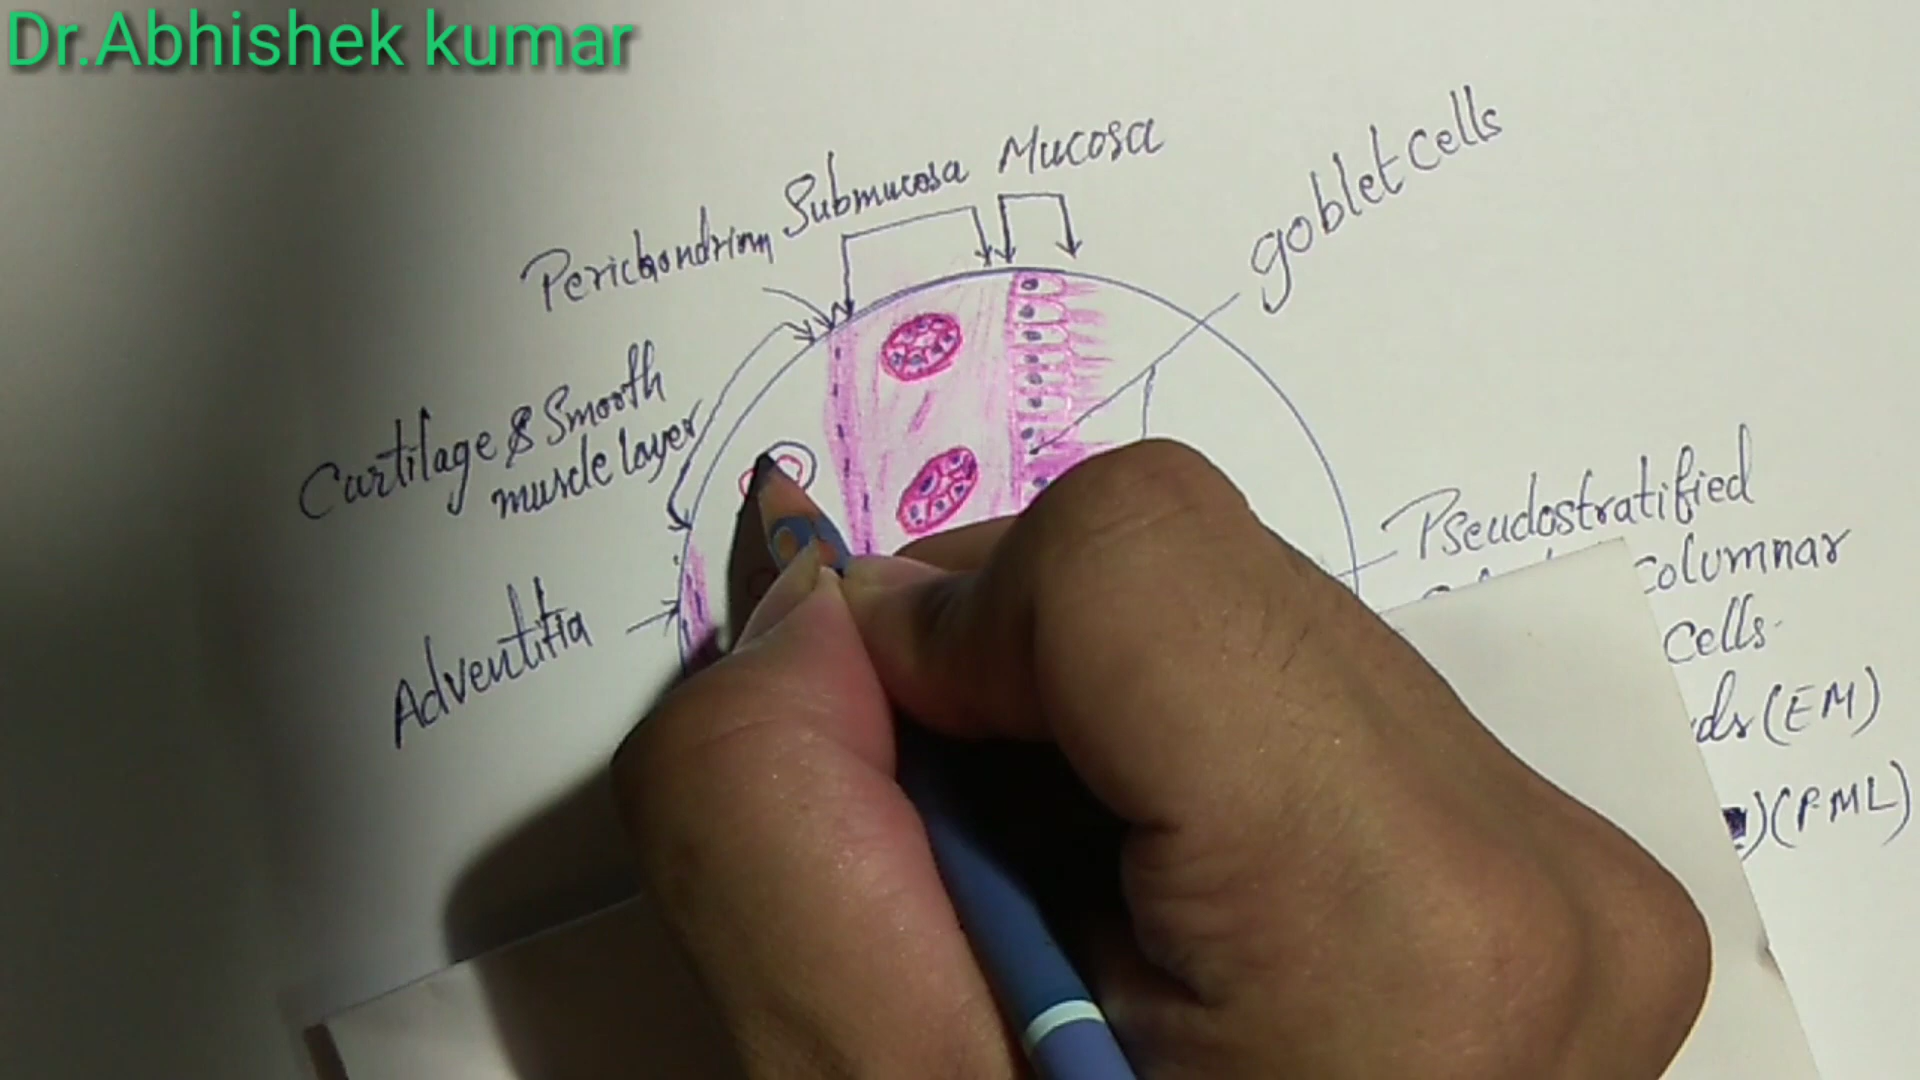 Dr.Abhishek kumar
Mucosa
Submucosa
Perichondrium
goblet cells
Cartilage & Smooth
muscle layer
Adventitia
Pseudostratified
columnar
cells.
(EM)
(PML)